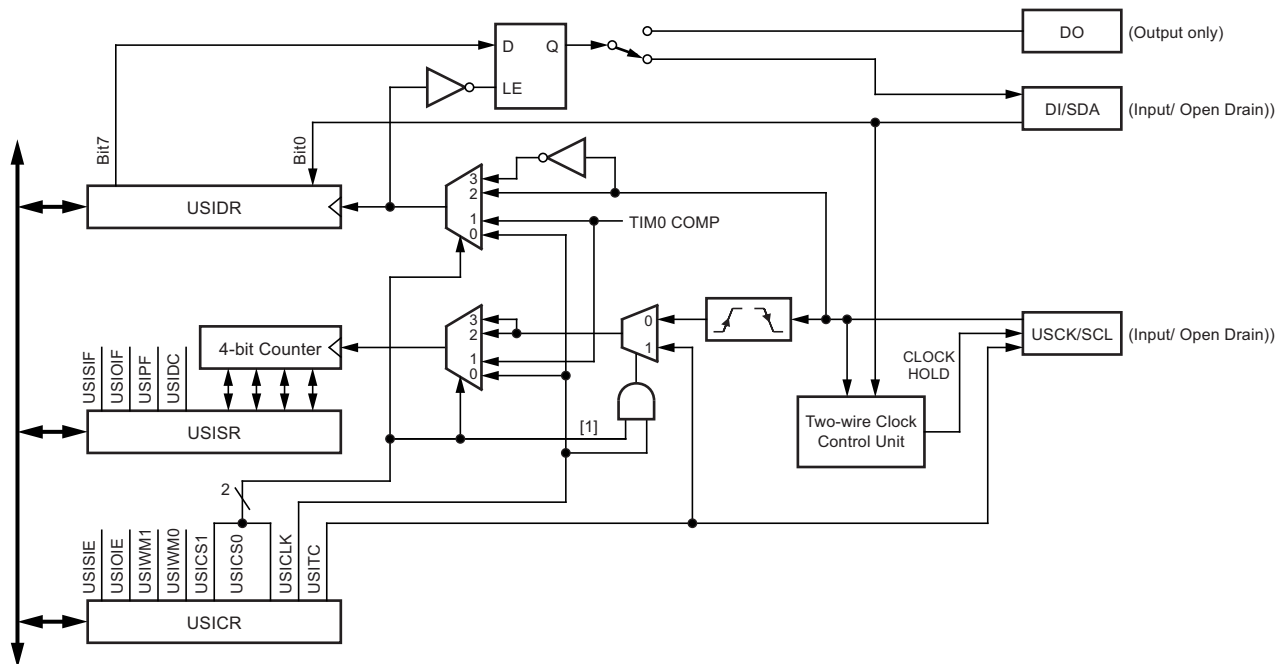 DO
(Output only)
D
Q
LE
DI/SDA
(Input/ Open Drain))
Bit7
Bit0
3
2
1
0
USIDR
TIM0 COMP
3
2
1
0
0
1
4-bit Counter
USCK/SCL
(Input/ Open Drain))
CLOCK
HOLD
USISIF
USIOIF
USIPF
USIDC
USISR
[1]
Two-wire Clock
Control Unit
2
USISIE
USIOIE
USIWM1
USIWM0
USICS1
USICS0
USICLK
USITC
USICR